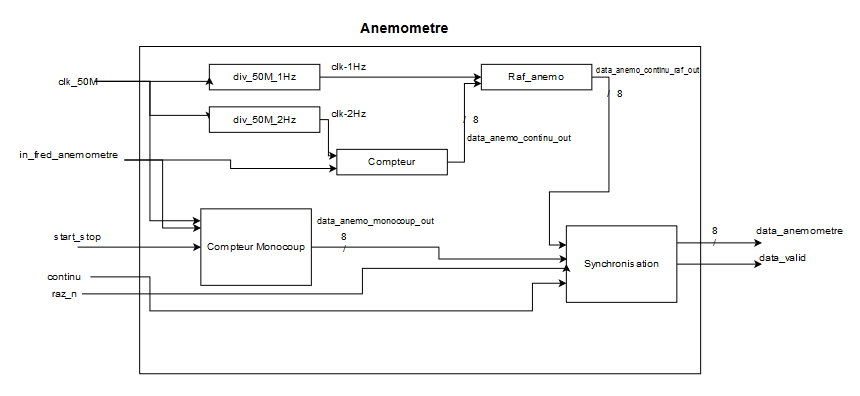 Anemometre
clk_50M
div_50M_1Hz
clk-1Hz
Raf_anemo
data_anemo_continu_raf_out
8
div_50M_2Hz
clk-2Hz
8
data_anemo_continu_out
in_fred_anemometre
Compteur
start_stop
Compteur Monocoup
data_anemo_monocoup_out
8
continu
raz_n
Synchronisation
8
data_anemometre
data_valid